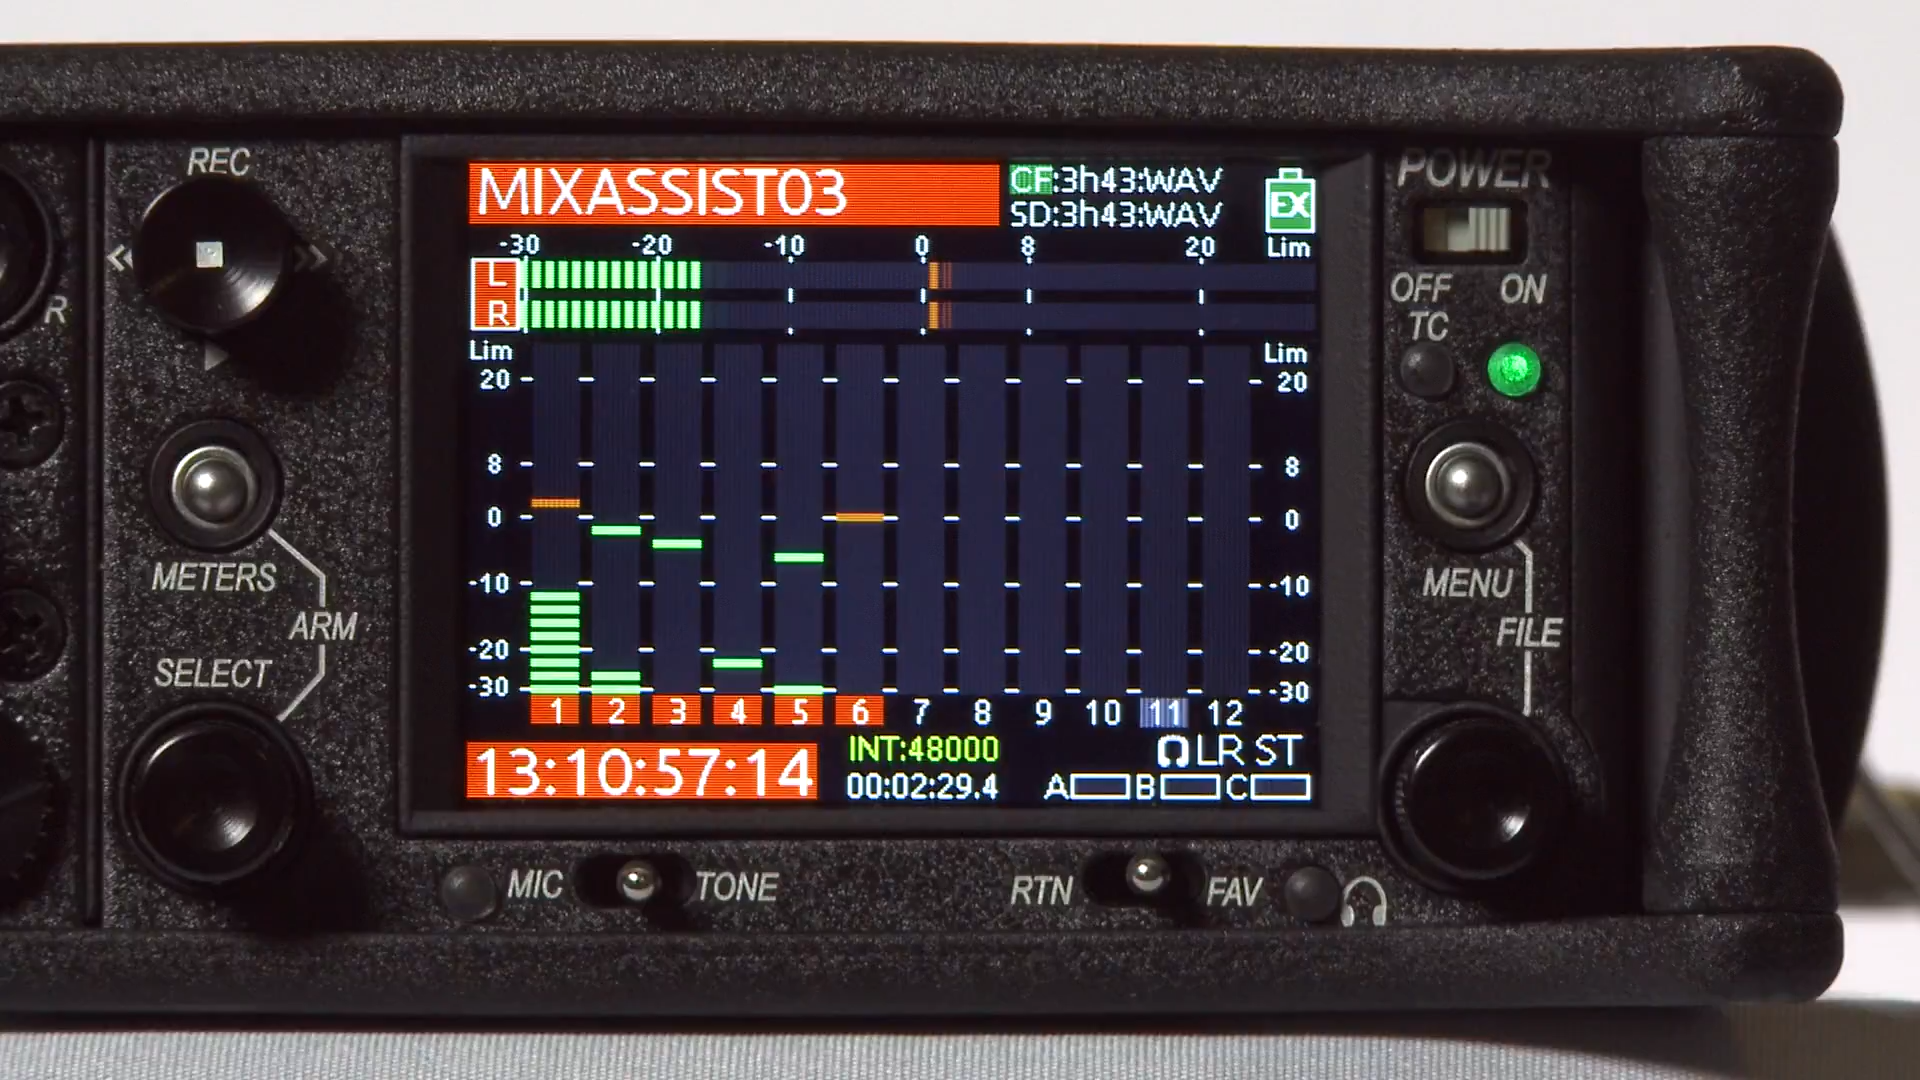 REC
R
METERS
ARM
SELECT
MIXASSIST03
CF:3h43:WAV
SD:3h43:WAV
EX
-30 -20 -10 0 8 20 Lim
L
R
Lim Lim
20 20
8 8
0 0
-10 -10
-20 -20
-30 -30
1 2 3 4 5 6 7 8 9 10 11 12
13:10:57:14
INT:48000
00:02:29.4
LR ST
A B C
POWER
OFF ON
TC
MENU
FILE
MIC TONE RTN FAV